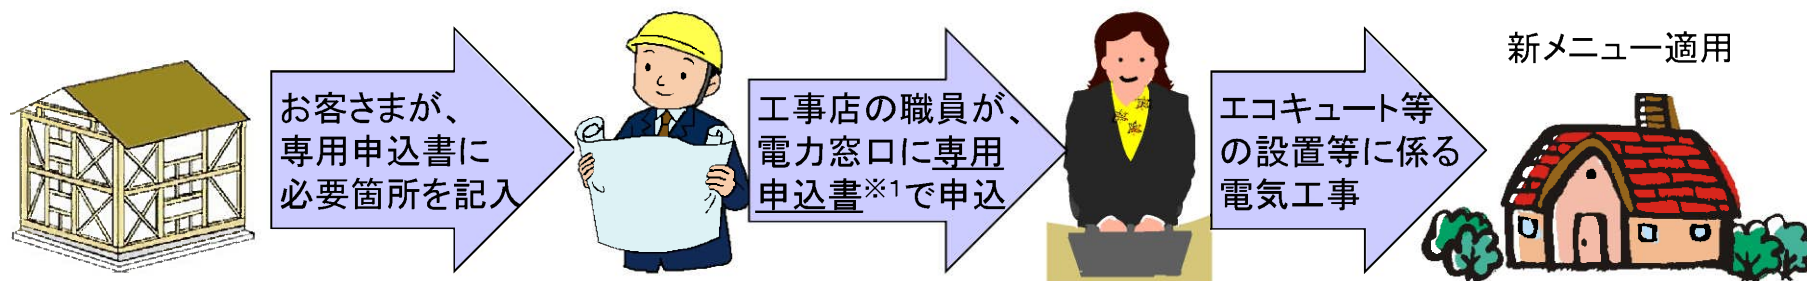 お客さまが、
専用申込書に
必要箇所を記入
工事店の職員が、
電力窓口に専用
申込書※1で申込
エコキュート等
の設置等に係る
電気工事
新メニュー適用